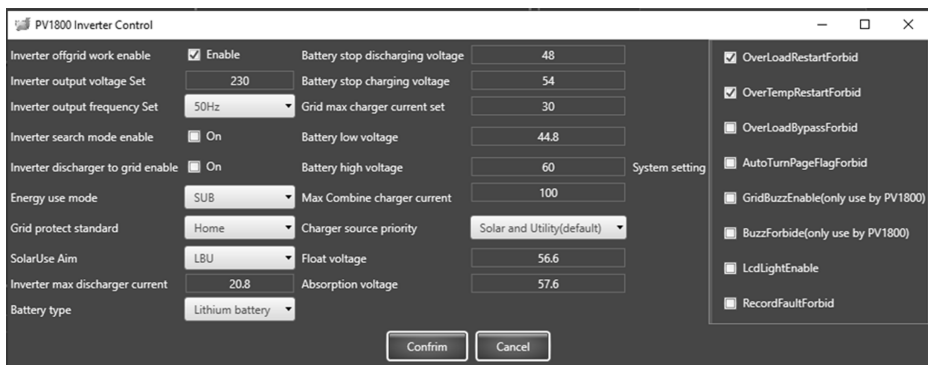 PV1800 Inverter Control
Inverter offgrid work enable Enable Battery stop discharging voltage 48 OverLoadRestartForbid
Inverter output voltage Set 230 Battery stop charging voltage 54 OverTempRestartForbid
Inverter output frequency Set 50Hz Grid max charger current set 30 OverLoadBypassForbid
Inverter search mode enable On Battery low voltage 44.8 AutoTurnPageFlagForbid
Inverter discharger to grid enable On Battery high voltage 60 System setting GridBuzzEnable(only use by PV1800)
Energy use mode SUB Max Combine charger current 100 BuzzForbide(only use by PV1800)
Grid protect standard Home Charger source priority Solar and Utility(default) LcdLightEnable
SolarUse Aim LBU Float voltage 56.6 RecordFaultForbid
Inverter max discharger current 20.8 Absorption voltage 57.6
Battery type Lithium battery
Confrim Cancel